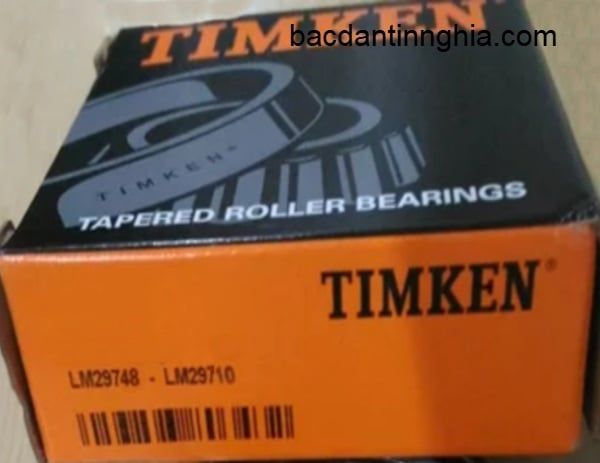 TIMKEN
bacdantinnghia.com
TIMKEN
TAPERED ROLLER BEARINGS
TIMKEN®
LM29748 - LM29710